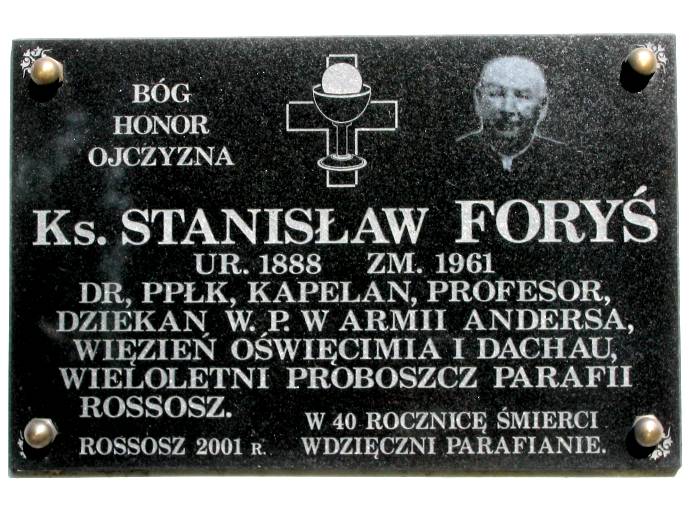 BÓG
HONOR
OJCZYZNA
Ks. STANISŁAW FORYŚ
UR. 1888 ZM. 1961
DR, PPŁK, KAPELAN, PROFESOR,
DZIEKAN W. P. W ARMII ANDERSA,
WIĘZIEŃ OŚWIĘCIMIA I DACHAU,
WIELOLETNI PROBOSZCZ PARAFII
ROSSOSZ.
W 40 ROCZNICĘ ŚMIERCI
ROSSOSZ 2001 R. WDZIĘCZNI PARAFIANIE.